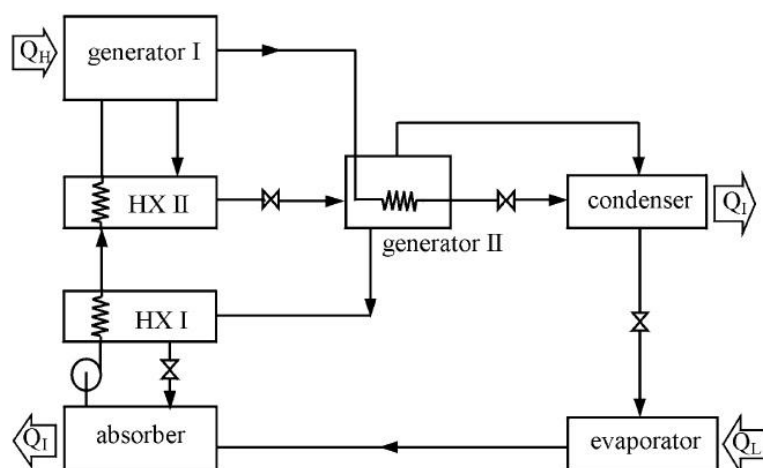 Q_H
generator I
HX II
generator II
condenser
Q_I
HX I
Q_I
absorber
evaporator
Q_L